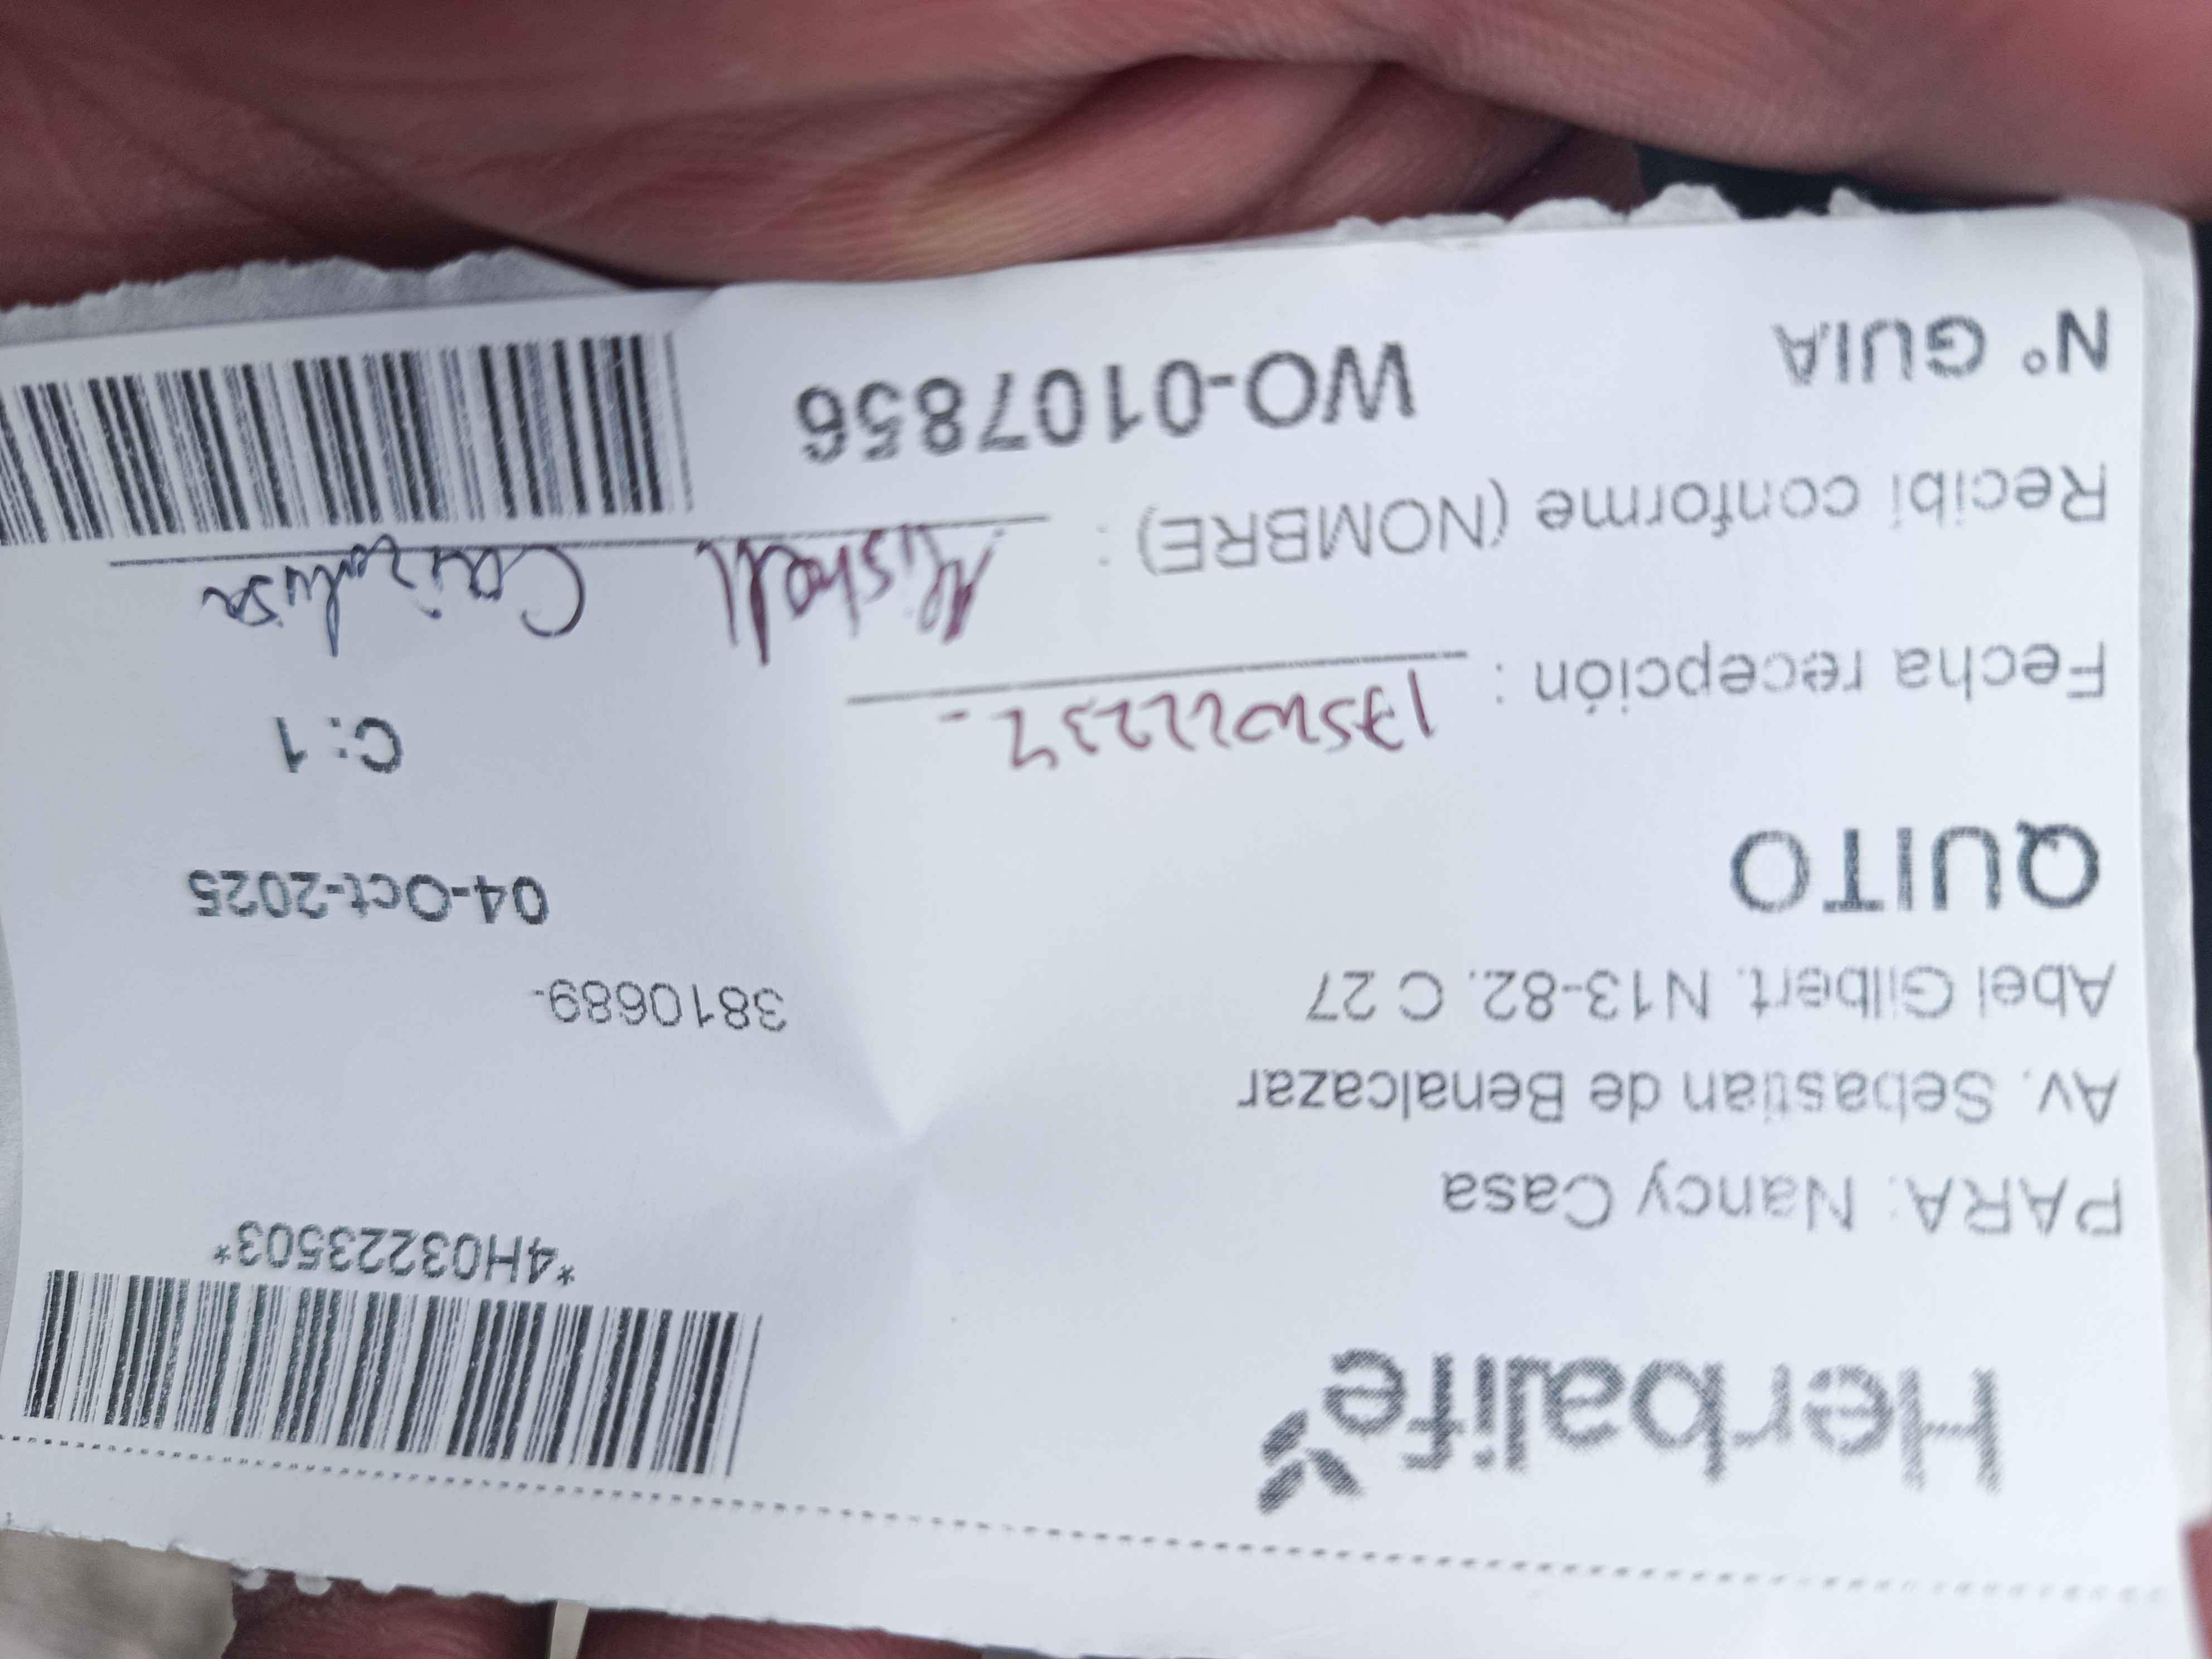 Herbalife
*4H03223503*
PARA: Nancy Casa
Av. Sebastian de Benalcazar
Abel Gilbert. N13-82. C 27
3810689-
QUITO
04-Oct-2025
C: 1
Fecha recepción :
Recibi conforme (NOMBRE) : Mishell
N° GUIA
WO-0107856